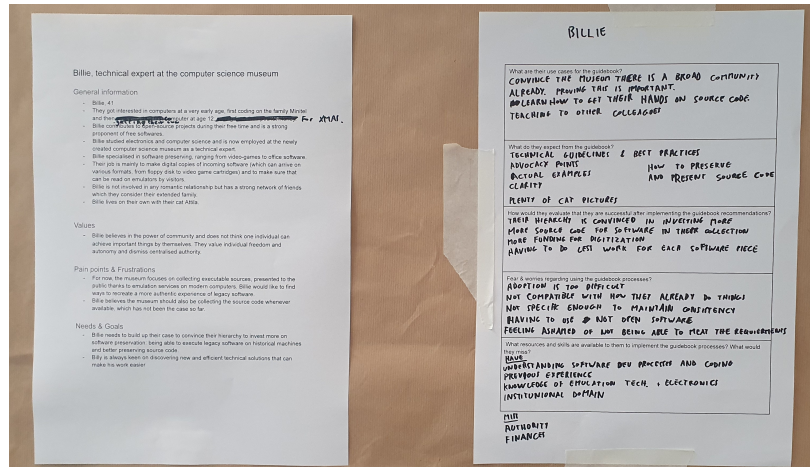 Billie, technical expert at the computer science museum
General information
- Billie, 41
- They got interested in computers at a very early age, first coding on the family Minitel
and then getting their own computer at age 12 FOR XMAS.
- Billie contributes to open-source projects during their free time and is a strong
proponent of free softwares.
- Billie studied electronics and computer science and is now employed at the newly
created computer science museum as a technical expert.
- Billie specialised in software preserving, ranging from video-games to office software.
- Their job is mainly to make digital copies of incoming software (which can arrive on
various formats, from floppy disk to video game cartridges) and to make sure that
can be read on emulators by visitors.
- Billie is not involved in any romantic relationship but has a strong network of friends
which they consider their extended family.
- Billie lives on their own with their cat Attila.
Values
- Billie believes in the power of community and does not think one individual can
achieve important things by themselves. They value individual freedom and
autonomy and dismiss centralised authority.
Pain points & Frustrations
- For now, the museum focuses on collecting executable sources, presented to the
public thanks to emulation services on modern computers. Billie would like to find
ways to recreate a more authentic experience of legacy software.
- Billie believes the museum should also be collecting the source code whenever
available, which has not been the case so far.
Needs & Goals
- Billie needs to build up their case to convince their hierarchy to invest more on
software preservation, being able to execute legacy software on historical machines
and better preserving source code.
- Billy is always keen on discovering new and efficient technical solutions that can
make his work easier
BILLIE
What are their use cases for the guidebook?
CONVINCE THE MUSEUM THERE IS A BROAD COMMUNITY
ALREADY. PROVING THIS IS IMPORTANT.
LEARN HOW TO GET THEIR HANDS ON SOURCE CODE.
TEACHING TO OTHER COLLEAGUES
What do they expect from the guidebook?
TECHNICAL GUIDELINES & BEST PRACTICES
ADVOCACY POINTS
ACTUAL EXAMPLES
CLARITY
HOW TO PRESERVE
AND PRESENT SOURCE CODE
PLENTY OF CAT PICTURES
How would they evaluate that they are successful after implementing the guidebook recommendations?
THEIR HIERARCHY IS CONVINCED IN INVESTING MORE
MORE SOURCE CODE FOR SOFTWARE IN THEIR COLLECTION
MORE FUNDING FOR DIGITIZATION
HAVING TO DO LESS WORK FOR EACH SOFTWARE PIECE
Fear & worries regarding using the guidebook processes?
ADOPTION IS TOO DIFFICULT
NOT COMPATIBLE WITH HOW THEY ALREADY DO THINGS
NOT SPECIFIC ENOUGH TO MAINTAIN CONSISTENCY
HAVING TO USE NOT OPEN SOFTWARE
FEELING ASHAMED OF NOT BEING ABLE TO MEAT THE REQUIREMENTS
What resources and skills are available to them to implement the guidebook processes? What would
they miss?
HAVE
UNDERSTANDING SOFTWARE DEV PROCESSES AND CODING
PREVIOUS EXPERIENCE
KNOWLEDGE OF EMULATION TECH. + ELECTRONICS
INSTITUNIONAL DOMAIN
MISS
AUTHORITY
FINANCES